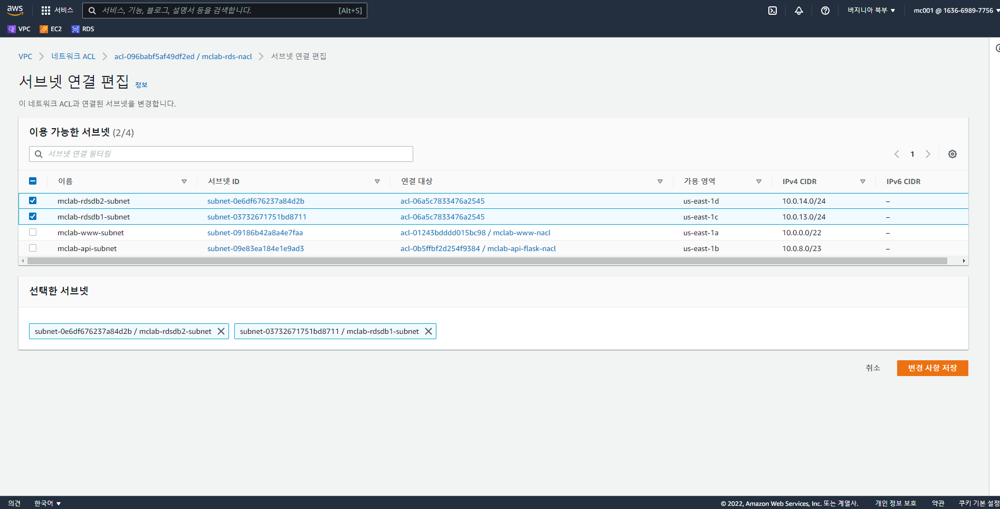 aws 서비스 서비스, 기능, 블로그, 설명서 등을 검색합니다. [Alt+S] 버지니아 북부 ▼ mc001 @ 1636-6989-7756 ▼
VPC EC2 RDS
VPC > 네트워크 ACL > acl-096babf5af49df2ed / mclab-rds-nacl > 서브넷 연결 편집
서브넷 연결 편집 정보
이 네트워크 ACL과 연결된 서브넷을 변경합니다.
이용 가능한 서브넷 (2/4)
서브넷 연결 필터링 < 1 >
이름 서브넷 ID 연결 대상 가용 영역 IPv4 CIDR IPv6 CIDR
mclab-rdsdb2-subnet subnet-0e6df676237a84d2b acl-06a5c7833476a2545 us-east-1d 10.0.14.0/24 –
mclab-rdsdb1-subnet subnet-03732671751bd8711 acl-06a5c7833476a2545 us-east-1c 10.0.13.0/24 –
mclab-www-subnet subnet-09186b42a8a4e7faa acl-01243bdddd015bc98 / mclab-www-nacl us-east-1a 10.0.0.0/22 –
mclab-api-subnet subnet-09e83ea184e1e9ad3 acl-0b5ffbf2d254f9384 / mclab-api-flask-nacl us-east-1b 10.0.8.0/23 –
선택한 서브넷
subnet-0e6df676237a84d2b / mclab-rdsdb2-subnet subnet-03732671751bd8711 / mclab-rdsdb1-subnet
취소 변경 사항 저장
의견 한국어 ▼ © 2022, Amazon Web Services, Inc. 또는 계열사. 개인 정보 보호 약관 쿠키 기본 설정